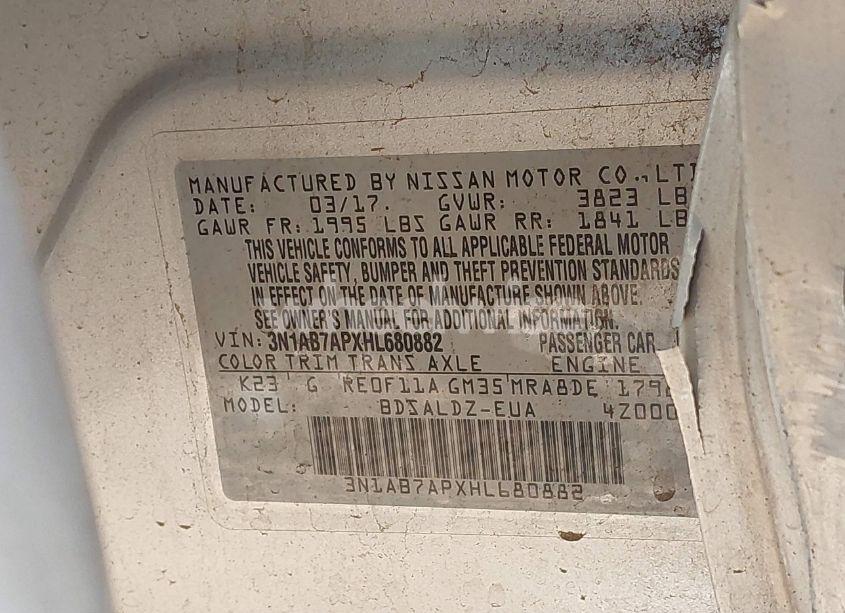 MANUFACTURED BY NISSAN MOTOR CO., LT
DATE: 03/17. GVWR: 3823 LB
GAWR FR: 1995 LBS GAWR RR: 1841 LB
THIS VEHICLE CONFORMS TO ALL APPLICABLE FEDERAL MOTOR
VEHICLE SAFETY, BUMPER AND THEFT PREVENTION STANDARDS
IN EFFECT ON THE DATE OF MANUFACTURE SHOWN ABOVE.
SEE OWNER'S MANUAL FOR ADDITIONAL INFORMATION.
VIN: 3N1AB7APXHL680882 PASSENGER CAR
COLOR TRIM TRANS AXLE ENGINE
K23 G RE0F11A GM35 MRA8DE 179
MODEL: BDSALDZ-EUA 4Z000
3N1AB7APXHL680882